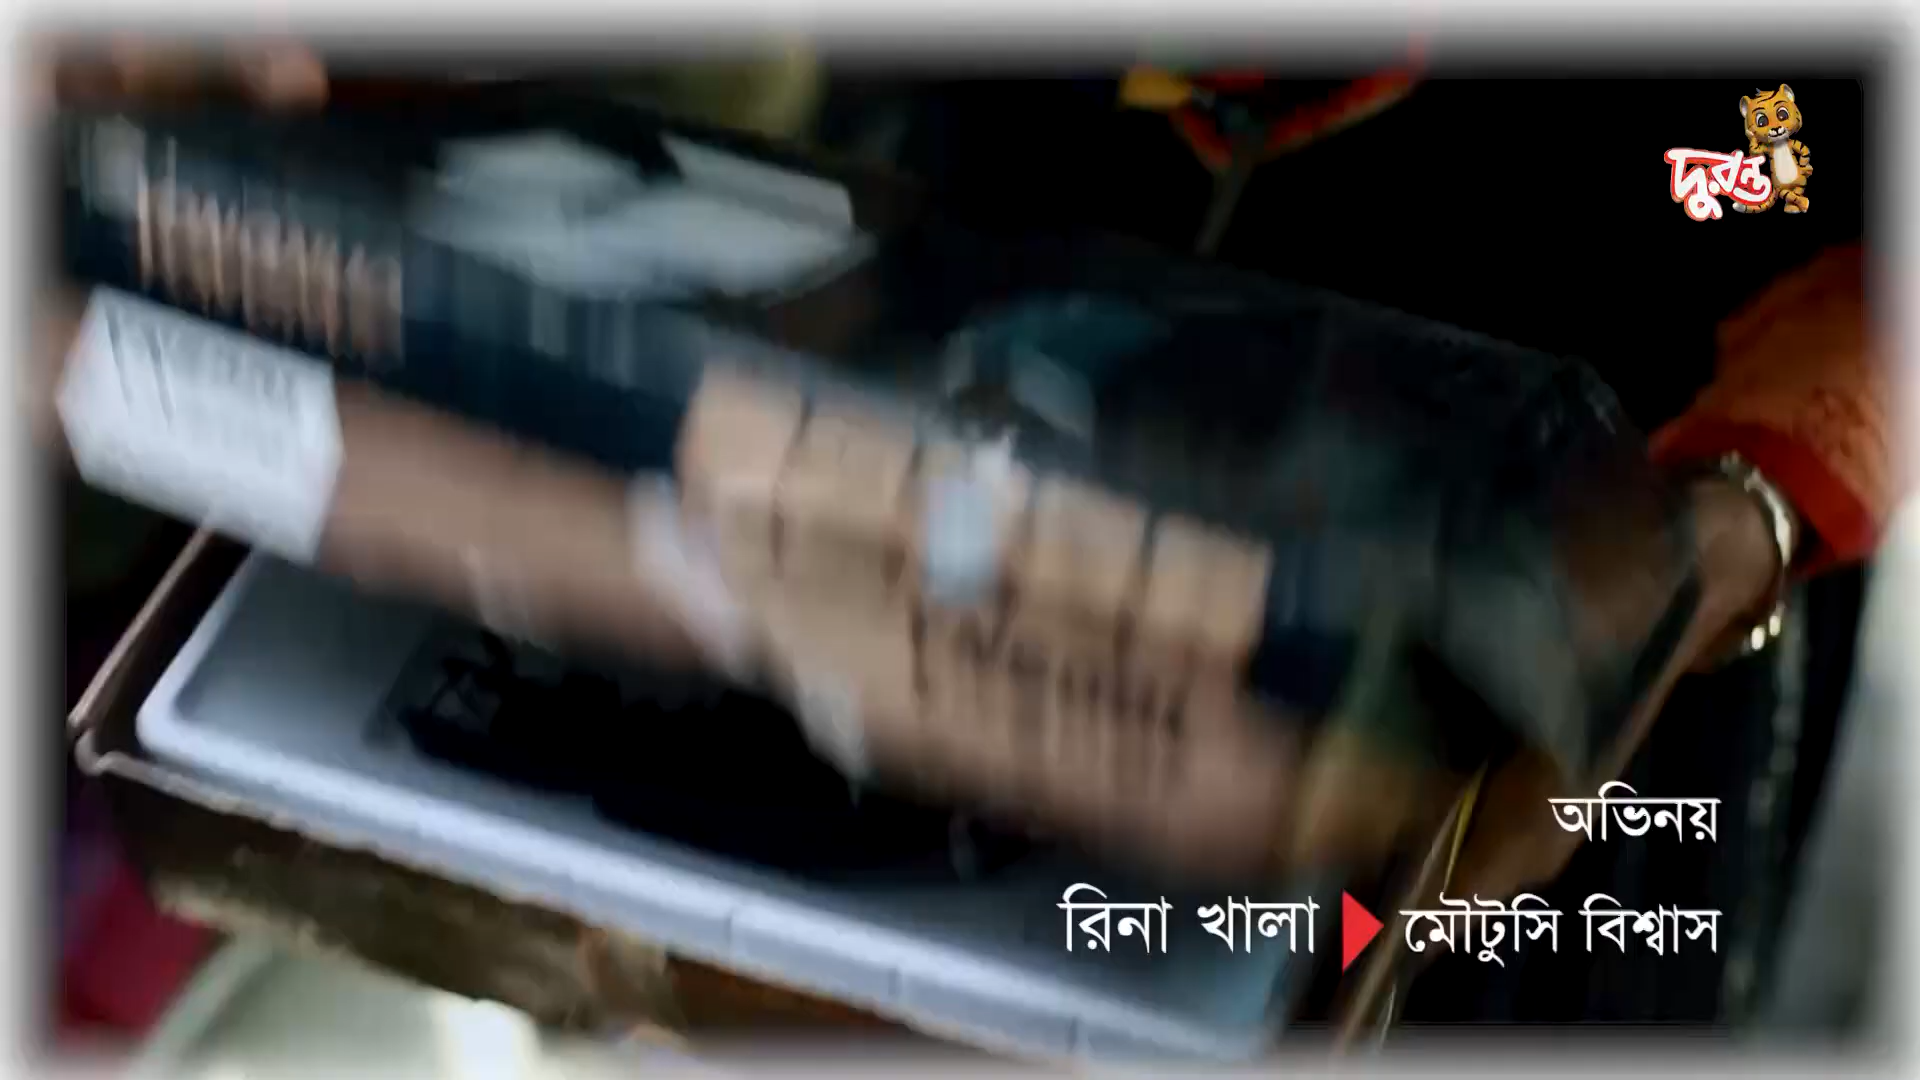 দুরন্ত
অভিনয়
রিনা খালা মৌটুসি বিশ্বাস